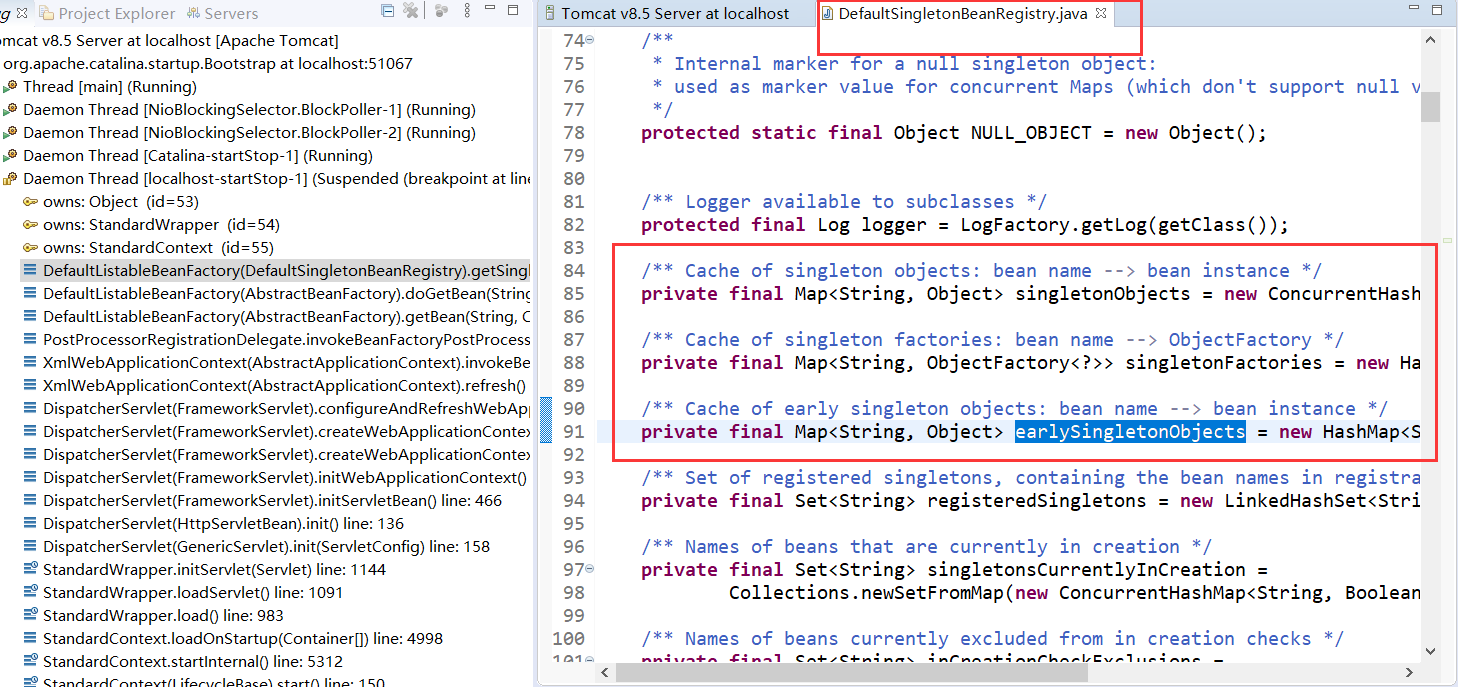 Project Explorer Servers
Tomcat v8.5 Server at localhost DefaultSingletonBeanRegistry.java
v8.5 Server at localhost [Apache Tomcat]
org.apache.catalina.startup.Bootstrap at localhost:51067
Thread [main] (Running)
Daemon Thread [NioBlockingSelector.BlockPoller-1] (Running)
Daemon Thread [NioBlockingSelector.BlockPoller-2] (Running)
Daemon Thread [Catalina-startStop-1] (Running)
Daemon Thread [localhost-startStop-1] (Suspended (breakpoint at line
owns: Object (id=53)
owns: StandardWrapper (id=54)
owns: StandardContext (id=55)
DefaultListableBeanFactory(DefaultSingletonBeanRegistry).getSingl
DefaultListableBeanFactory(AbstractBeanFactory).doGetBean(String
DefaultListableBeanFactory(AbstractBeanFactory).getBean(String, C
PostProcessorRegistrationDelegate.invokeBeanFactoryPostProcess
XmlWebApplicationContext(AbstractApplicationContext).invokeBe
XmlWebApplicationContext(AbstractApplicationContext).refresh()
DispatcherServlet(FrameworkServlet).configureAndRefreshWebApp
DispatcherServlet(FrameworkServlet).createWebApplicationContex
DispatcherServlet(FrameworkServlet).createWebApplicationContex
DispatcherServlet(FrameworkServlet).initWebApplicationContext()
DispatcherServlet(FrameworkServlet).initServletBean() line: 466
DispatcherServlet(HttpServletBean).init() line: 136
DispatcherServlet(GenericServlet).init(ServletConfig) line: 158
StandardWrapper.initServlet(Servlet) line: 1144
StandardWrapper.loadServlet() line: 1091
StandardWrapper.load() line: 983
StandardContext.loadOnStartup(Container[]) line: 4998
StandardContext.startInternal() line: 5312
StandardContext(LifecycleBase).start() line: 150
74 /**
75 * Internal marker for a null singleton object:
76 * used as marker value for concurrent Maps (which don't support null v
77 */
78 protected static final Object NULL_OBJECT = new Object();
79
80
81 /** Logger available to subclasses */
82 protected final Log logger = LogFactory.getLog(getClass());
83
84 /** Cache of singleton objects: bean name --> bean instance */
85 private final Map<String, Object> singletonObjects = new ConcurrentHash
86
87 /** Cache of singleton factories: bean name --> ObjectFactory */
88 private final Map<String, ObjectFactory<?>> singletonFactories = new Ha
89
90 /** Cache of early singleton objects: bean name --> bean instance */
91 private final Map<String, Object> earlySingletonObjects = new HashMap<S
92
93 /** Set of registered singletons, containing the bean names in registra
94 private final Set<String> registeredSingletons = new LinkedHashSet<Stri
95
96 /** Names of beans that are currently in creation */
97 private final Set<String> singletonsCurrentlyInCreation =
98 Collections.newSetFromMap(new ConcurrentHashMap<String, Boolean
99
100 /** Names of beans currently excluded from in creation checks */
101 private final Set<String> inCreationCheckExclusions =